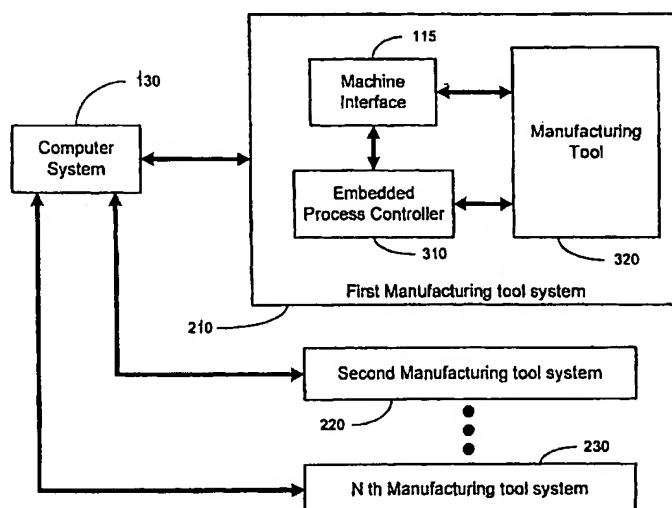 115
Machine
Interface
130
Computer
System
Manufacturing
Tool
Embedded
Process Controller
310
320
First Manufacturing tool system
210
Second Manufacturing tool system
220
230
N th Manufacturing tool system